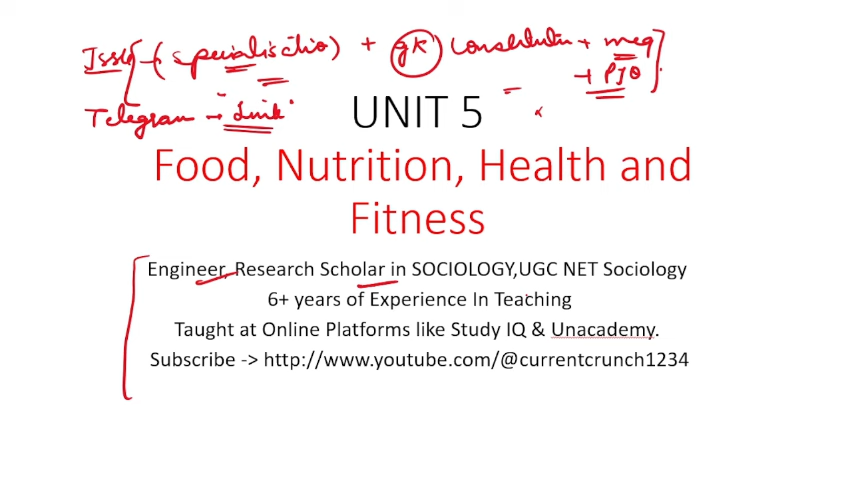 (specialisation) + GK Constitution + mcq
+ PIB
Telegram → Link
UNIT 5
Food, Nutrition, Health and
Fitness
Engineer, Research Scholar in SOCIOLOGY,UGC NET Sociology
6+ years of Experience In Teaching
Taught at Online Platforms like Study IQ & Unacademy.
Subscribe -> http://www.youtube.com/@currentcrunch1234